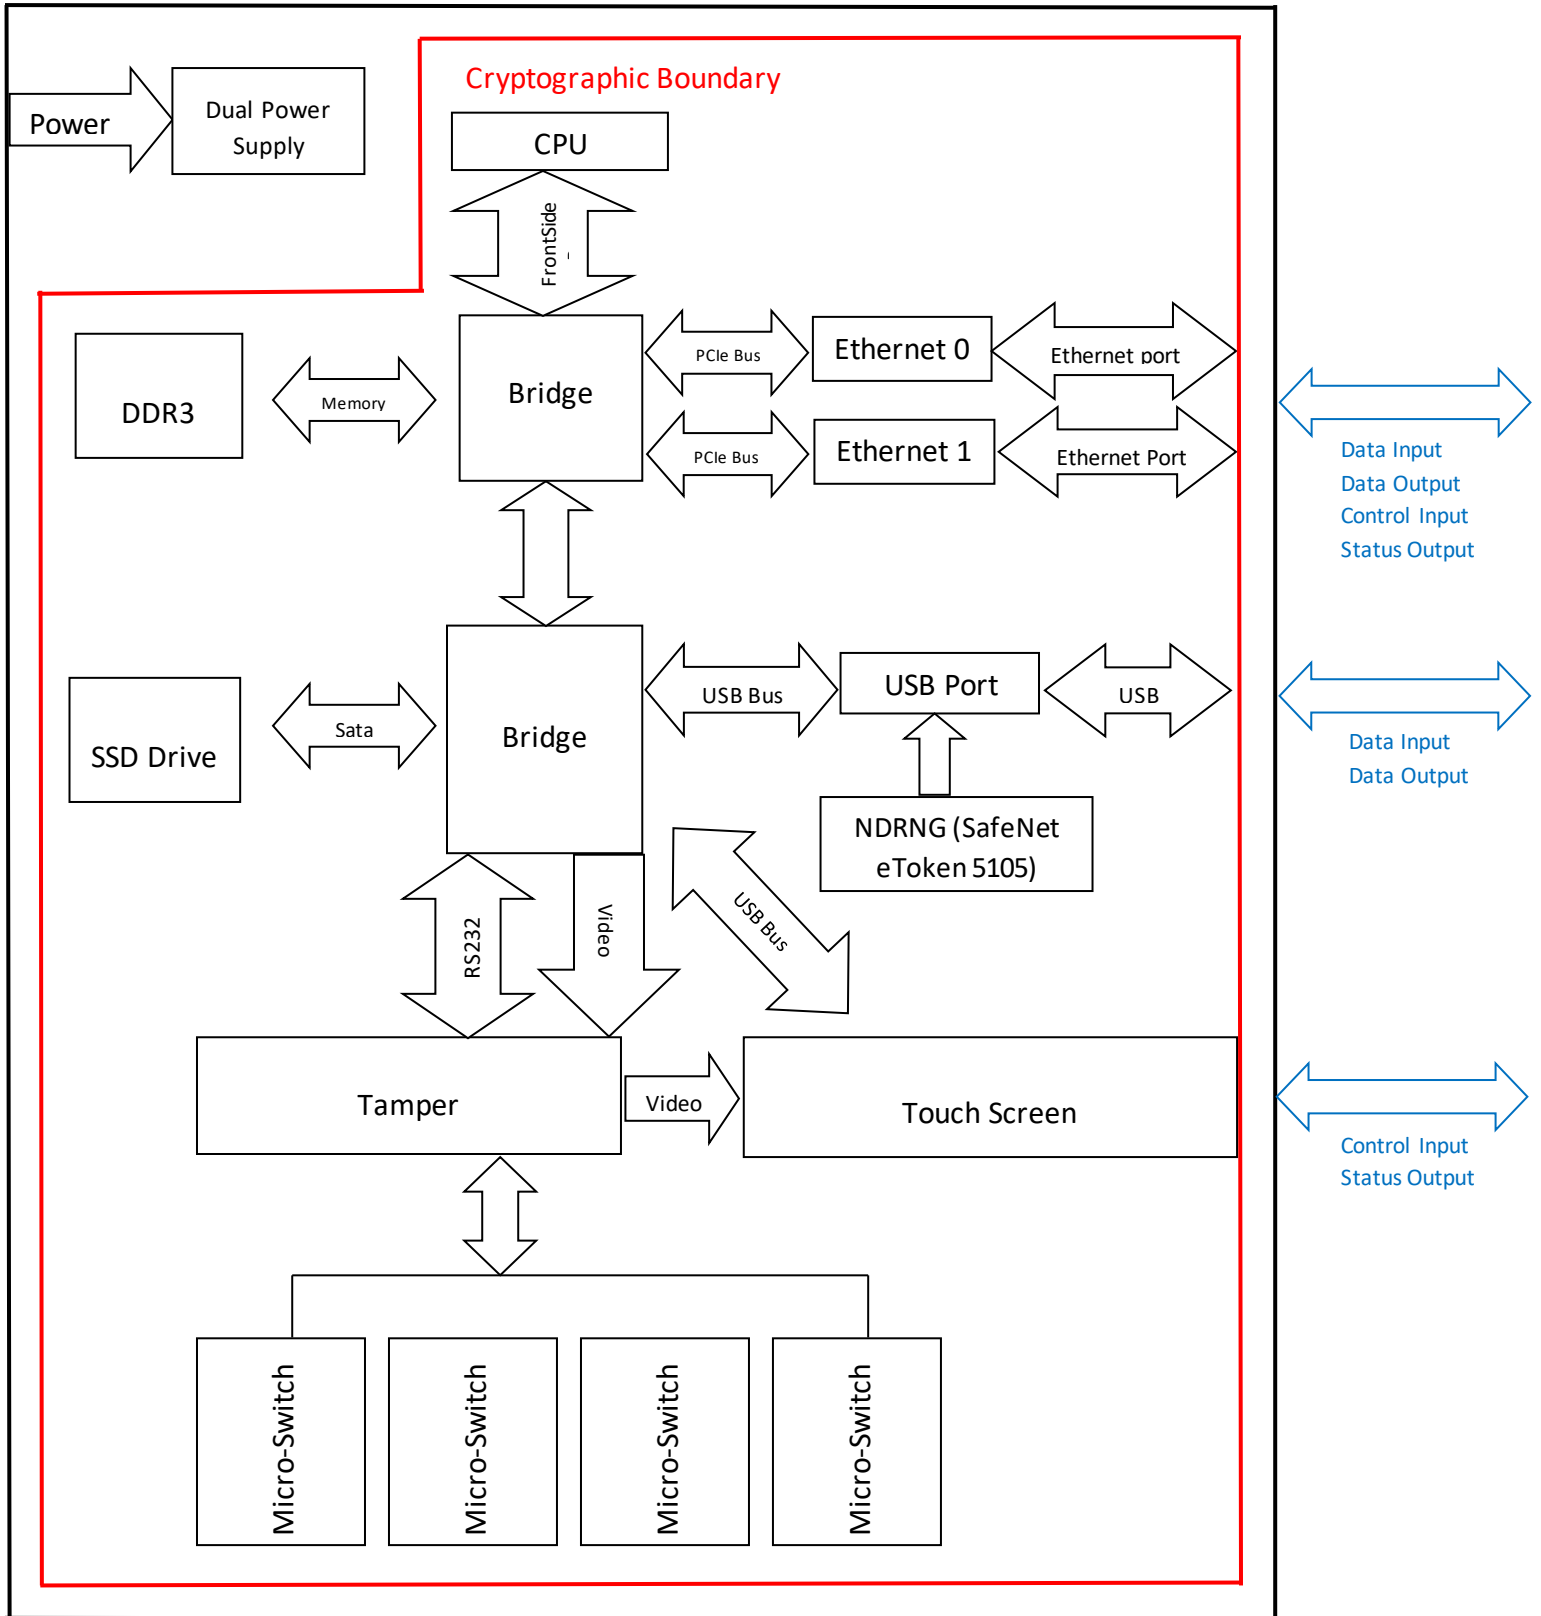 Cryptographic Boundary
Power
Dual Power
Supply
CPU
FrontSide
DDR3
Memory
Bridge
PCIe Bus
Ethernet 0
Ethernet port
PCIe Bus
Ethernet 1
Ethernet Port
Data Input
Data Output
Control Input
Status Output
SSD Drive
Sata
Bridge
USB Bus
USB Port
USB
Data Input
Data Output
NDRNG (SafeNet
eToken 5105)
RS232
Video
USB Bus
Tamper
Video
Touch Screen
Control Input
Status Output
Micro-Switch
Micro-Switch
Micro-Switch
Micro-Switch